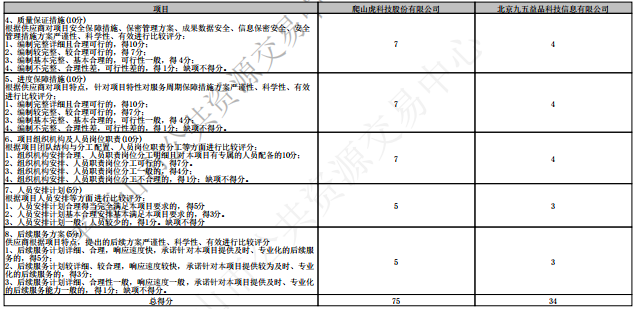 项目 爬山虎科技股份有限公司 北京九五益品科技信息有限公司
4、质量保证措施(10分)
根据供应商对项目安全保障措施、保密管理方案、成果数据安全、信息保密安全、安全
管理措施方案严谨性、科学性、有效进行比较评分：
1、编制完整详细且合理可行的，得10分；
2、编制较完整、较合理可行的，得 7分；
3、编制基本完整、基本合理的，可行性一般，得 4分；
4、编制不完整、合理性差，可行性差的，得 1分；缺项不得分。
7 4
5、进度保障措施(10分)
根据供应商对项目特点，针对项目特性对服务周期保障措施方案严谨性、科学性、有效
进行比较评分：
1、编制完整详细且合理可行的，得10分；
2、编制较完整、较合理可行的，得7分；
3、编制基本完整、基本合理的，可行性一般，得 4分；
4、编制不完整、合理性差，可行性差的，得1分；缺项不得分。
7 4
6、项目组织机构及人员岗位职责(10分)
根据项目团队结构与分工配置、人员岗位职责分工等方面进行比较评分：
1、组织机构安排合理、人员职责岗位分工明细且对本项目有专属的人员配备的10分；
2、组织机构安排、人员职责岗位分工可行的，得7分。
3、组织机构安排、人员职责岗位分工一般的，得4分；
4、组织机构安排、人员职责岗位分工不合理的，得1分；缺项不得分。
7 4
7、人员安排计划(5分)
根据项目人员安排等方面进行比较评分：
1、人员安排计划合理得当完全满足本项目要求的，得5分
2、人员安排计划基本合理安排基本满足本项目要求的，得3分。
3、人员安排计划一般，人员较少的，得1分。缺项不得分
5 3
8、后续服务方案(5分)
供应商根据项目特点，提出的后续方案严谨性、科学性、有效进行比较评分
1、后续服务计划详细、合理，响应速度快，承诺针对本项目提供及时、专业化的后续服
务的，得5分；
2、后续服务计划较详细、较合理，响应速度较快，承诺针对本项目提供较为及时、专业
化的后续服务的，得3分；
3、后续服务计划详细、合理性一般，响应速度一般，承诺针对本项目提供及时、专业化
的后续服务能力一般的，得 1分；缺项不得分。
5 3
总得分 75 34